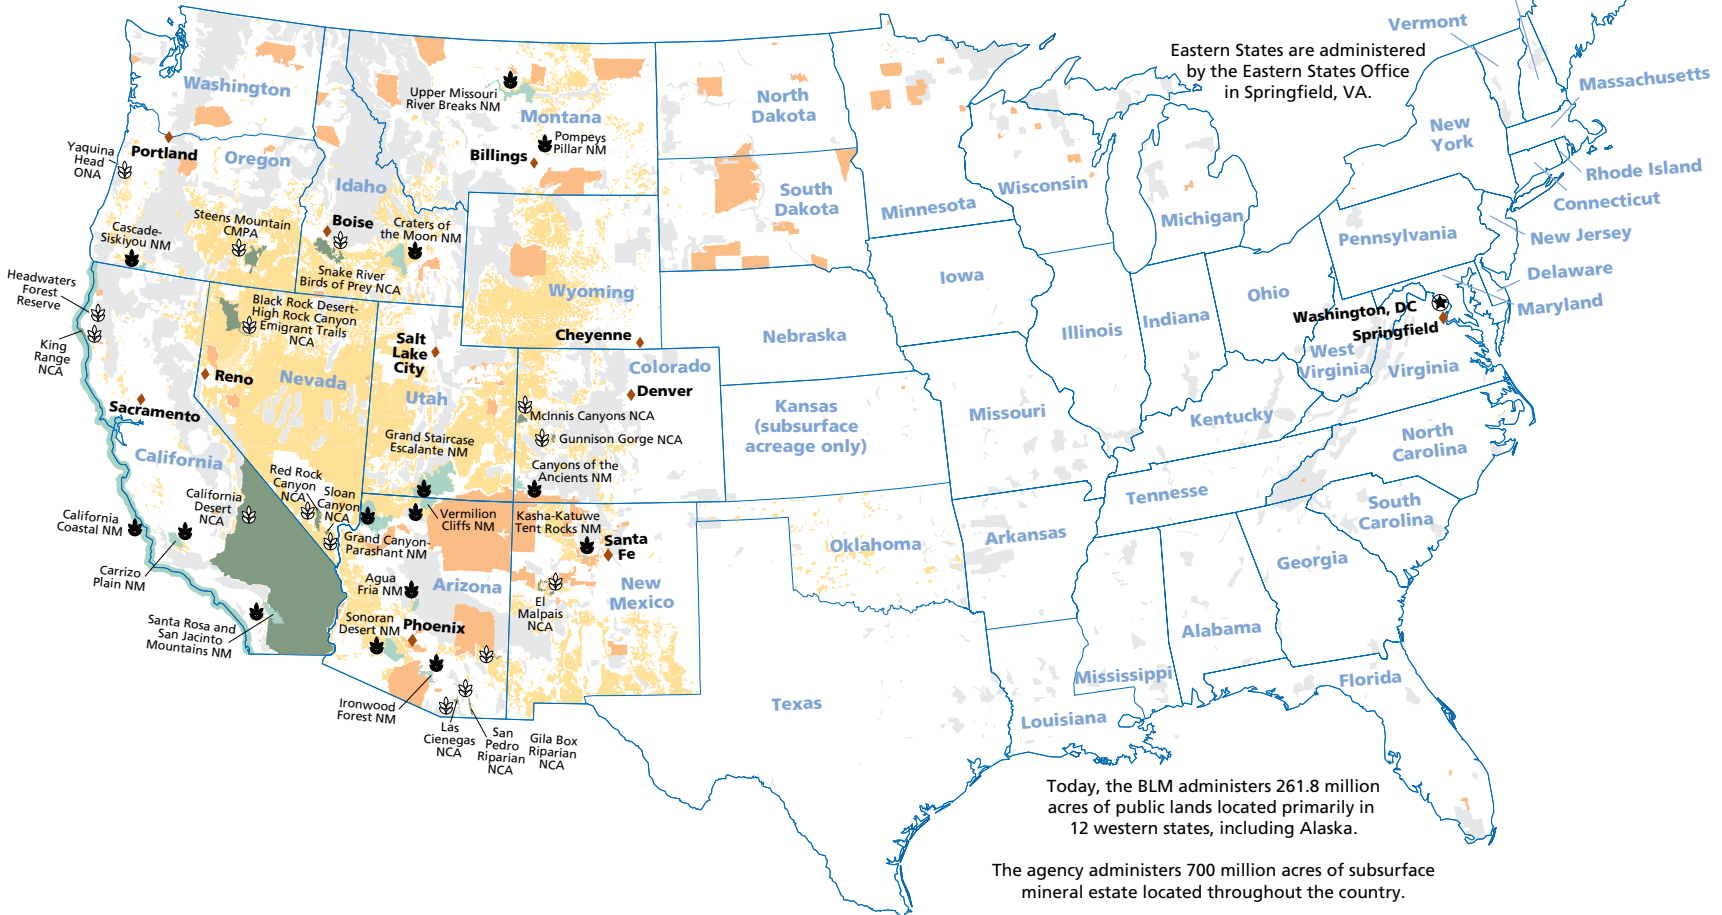 Vermont
Eastern States are administered
by the Eastern States Office
in Springfield, VA.
Massachusetts
Washington
Upper Missouri
River Breaks NM
Montana
North
Dakota
New
York
Pompeys
Pillar NM
Yaquina
Head
ONA
Portland
Oregon
Billings
Idaho
South
Dakota
Wisconsin
Minnesota
Michigan
Rhode Island
Connecticut
Steens Mountain
CMPA
Boise
Craters of
the Moon NM
Cascade-
Siskiyou NM
Pennsylvania
New Jersey
Snake River
Birds of Prey NCA
Headwaters
Forest
Reserve
Iowa
Delaware
Wyoming
Ohio
Maryland
Black Rock Desert-
High Rock Canyon
Emigrant Trails
NCA
Washington, DC
Springfield
King
Range
NCA
Salt
Lake
City
Cheyenne
Nebraska
Illinois
Indiana
West
Virginia
Virginia
Reno
Nevada
Colorado
Denver
Utah
Sacramento
McInnis Canyons NCA
Kansas
(subsurface
acreage only)
Missouri
Kentucky
Gunnison Gorge NCA
Grand Staircase
Escalante NM
North
Carolina
California
Canyons of the
Ancients NM
Red Rock
Canyon
NCA
Sloan
Canyon
NCA
California
Desert
NCA
Tennessee
South
Carolina
California
Coastal NM
Vermilion
Cliffs NM
Kasha-Katuwe
Tent Rocks NM
Santa
Fe
Grand Canyon-
Parashant NM
Oklahoma
Arkansas
Georgia
Carrizo
Plain NM
Agua
Fria NM
Arizona
New
Mexico
El
Malpais
NCA
Santa Rosa and
San Jacinto
Mountains NM
Sonoran
Desert NM
Phoenix
Alabama
Mississippi
Florida
Ironwood
Forest NM
Texas
Louisiana
Las
Cienegas
NCA
San
Pedro
Riparian
NCA
Gila Box
Riparian
NCA
Today, the BLM administers 261.8 million
acres of public lands located primarily in
12 western states, including Alaska.
The agency administers 700 million acres of subsurface
mineral estate located throughout the country.